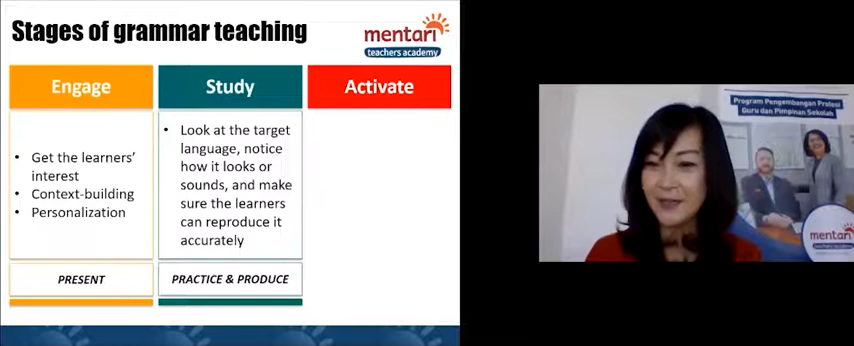 Stages of grammar teaching
mentari
teachers academy
Engage
Study
Activate
• Get the learners'
interest
• Context-building
• Personalization
• Look at the target
language, notice
how it looks or
sounds, and make
sure the learners
can reproduce it
accurately
PRESENT
PRACTICE & PRODUCE
Program Pengembangan Profesi
Guru dan Pimpinan Sekolah
mentari
teachers academy